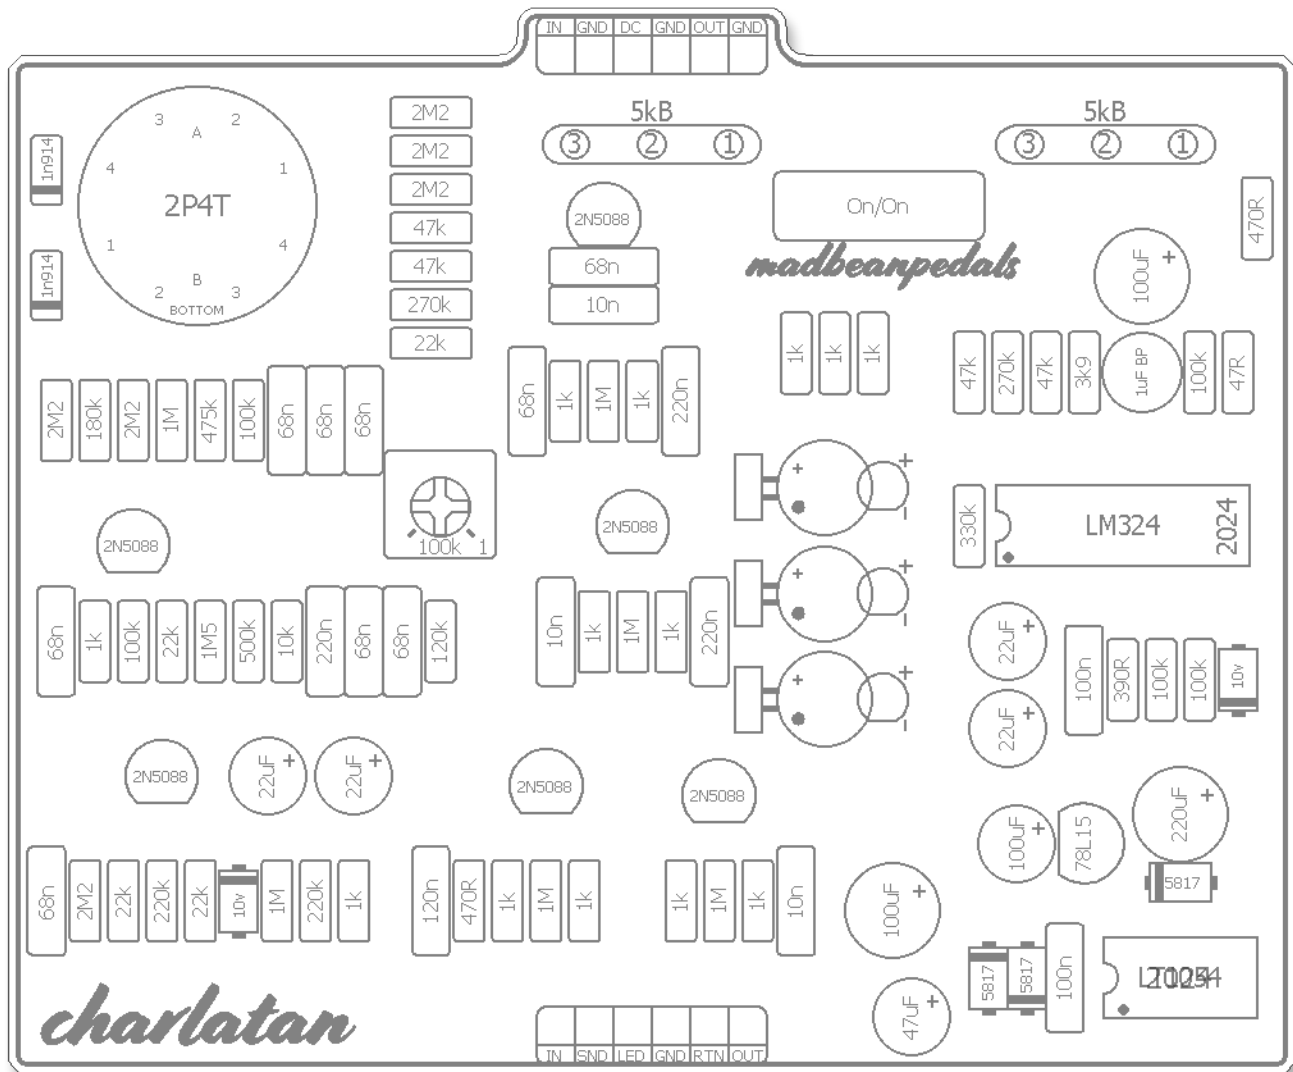 IN GND DC GND OUT GND
5kB
3 2 1
5kB
3 2 1
1n914
1n914
3 A 2
4 1
2P4T
1 4
2 B 3
BOTTOM
2M2
2M2
2M2
47k
47k
270k
22k
2N5088
68n
10n
On/On
madbeanpedals
470R
100uF +
2M2 180k 2M2 1M 475k 100k 68n 68n 68n
68n 1k 1M 1k 220n
1k 1k 1k
47k 270k 47k 3k9 1uF BP 100k 47R
100k 1
2N5088
2N5088
+ +
-
330k
LM324
2024
68n 1k 100k 22k 1M5 500k 10k 220n 68n 68n 120k
10n 1k 1M 1k 220n
+ +
-
+ +
-
22uF +
22uF +
100n 390R 100k 100k 10v
2N5088
22uF +
22uF +
2N5088
2N5088
100uF +
78L15
220uF +
5817
68n 2M2 22k 220k 22k 10v 1M 220k 1k
120n 470R 1k 1M 1k
1k 1M 1k 10n
100uF +
47uF +
5817 5817 100n
LT1054
charlatan
IN SND LED GND RTN OUT